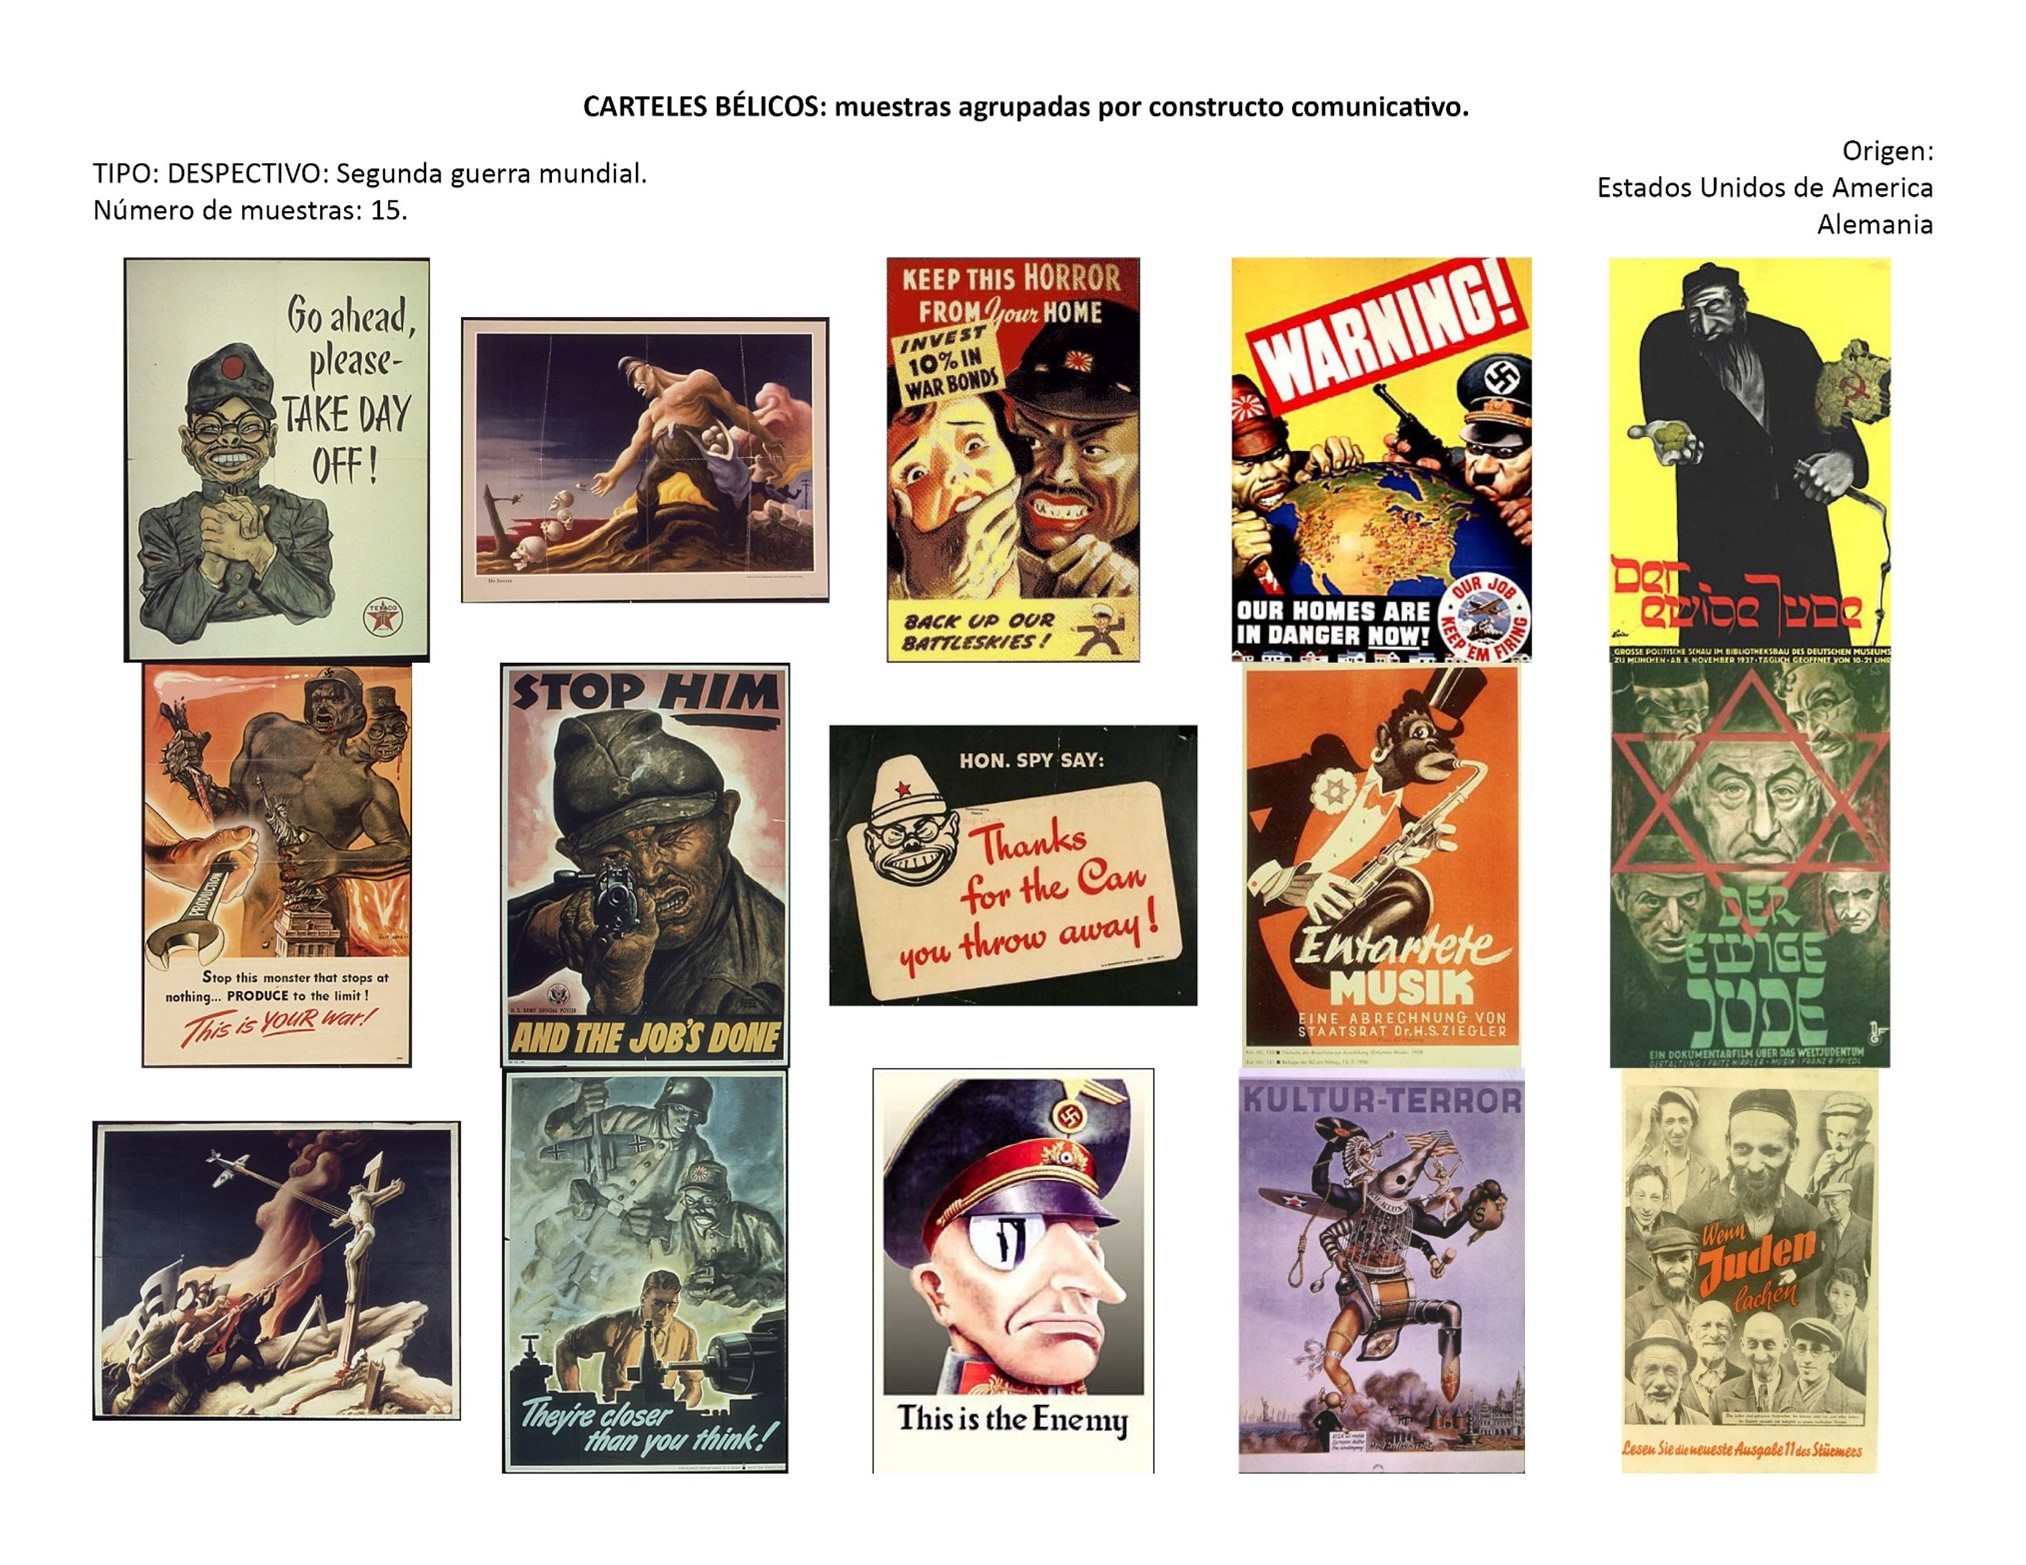 CARTELES BÉLICOS: muestras agrupadas por constructo comunicativo.
TIPO: DESPECTIVO: Segunda guerra mundial.
Número de muestras: 15.
Origen:
Estados Unidos de America
Alemania
Go ahead,
please-
TAKE DAY
OFF!
TEXACO
KEEP THIS HORROR
FROM Your HOME
INVEST
10% IN
WAR BONDS
BACK UP OUR
BATTLESKIES!
WARNING!
OUR HOMES ARE
IN DANGER NOW!
OUR JOB
KEEP 'EM FIRING
Der
ewige Jude
GROSSE POLITISCHE SCHAU IM BIBLIOTHEKSBAU DES DEUTSCHEN MUSEUMS
ZU MÜNCHEN · AB 8. NOVEMBER 1937 · TÄGLICH GEÖFFNET VON 10-21 UHR
PRODUCTION
Stop this monster that stops at
nothing... PRODUCE to the limit!
This is YOUR War!
STOP HIM
U.S. ARMY OFFICIAL POSTER
AND THE JOB'S DONE
HON. SPY SAY:
Thanks
for the Can
you throw away!
Entartete
MUSIK
EINE ABRECHNUNG VON
STAATSRAT Dr. H.S. ZIEGLER
DER
EWIGE
JUDE
EIN DOKUMENTARFILM ÜBER DAS WELTJUDENTUM
GESTALTUNG: FRITZ HIPPLER · MUSIK: FRANZ R. FRIEDL
They're closer
than you think!
This is the Enemy
KULTUR-TERROR
Wenn
Juden
lachen
Lesen Sie die neueste Ausgabe 11 des Stürmers